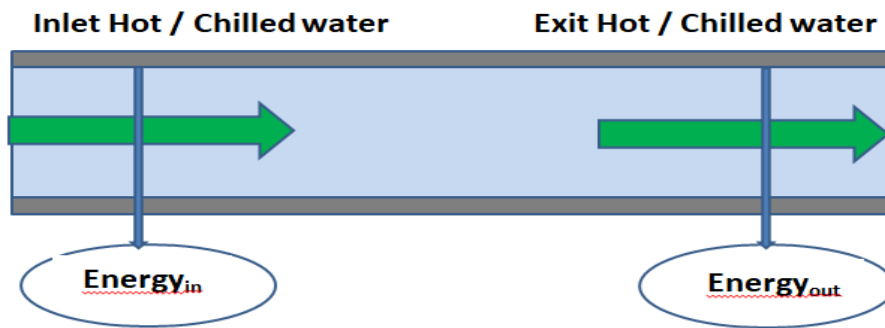 Inlet Hot / Chilled water
Exit Hot / Chilled water
Energyin
Energyout